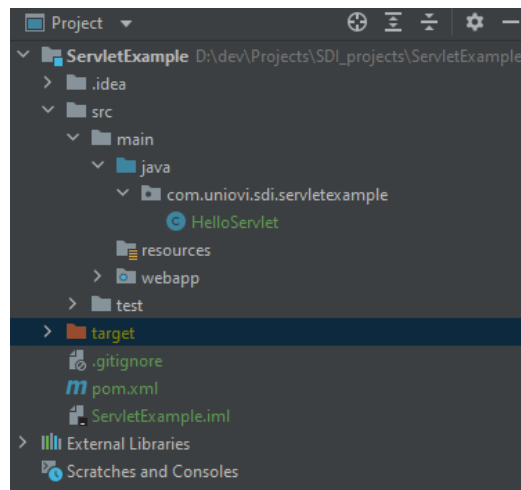 Project
ServletExample D:\dev\Projects\SDI_projects\ServletExample
.idea
src
main
java
com.uniovi.sdi.servletexample
C HelloServlet
resources
webapp
test
target
.gitignore
m pom.xml
ServletExample.iml
External Libraries
Scratches and Consoles